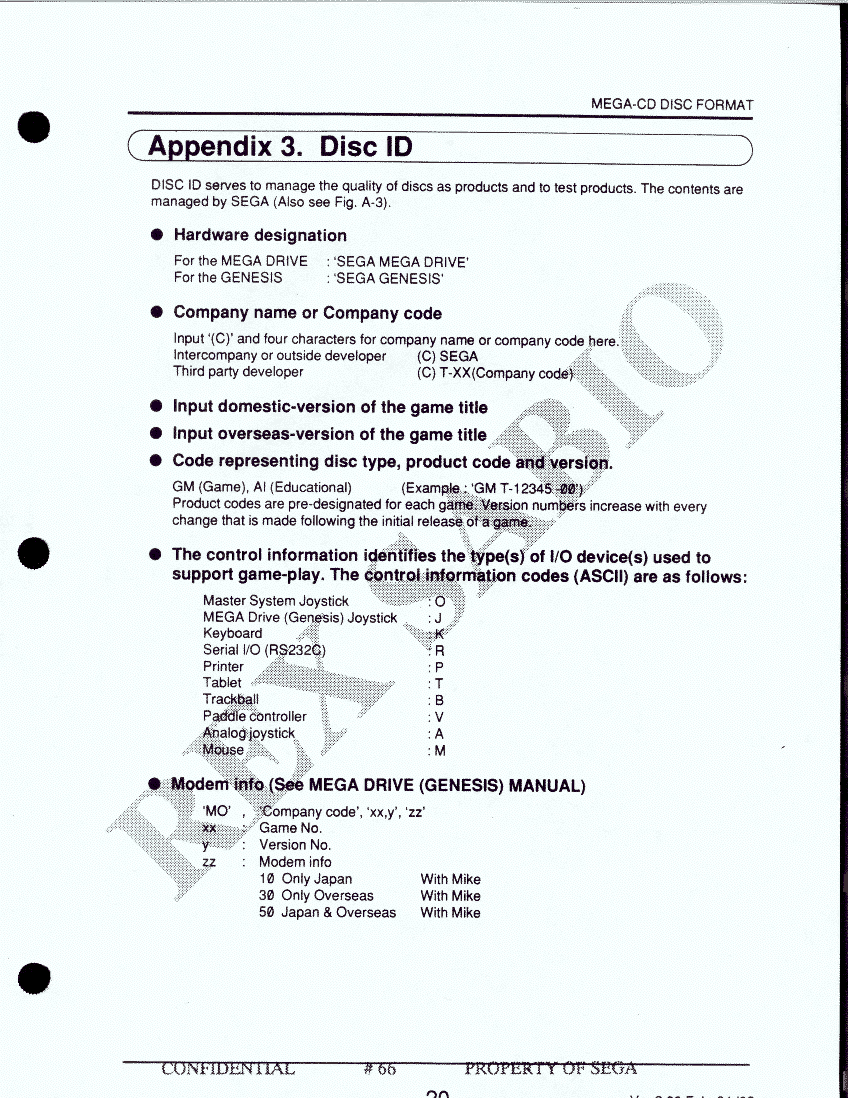 MEGA-CD DISC FORMAT
Appendix 3. Disc ID
DISC ID serves to manage the quality of discs as products and to test products. The contents are
managed by SEGA (Also see Fig. A-3).
● Hardware designation
For the MEGA DRIVE : 'SEGA MEGA DRIVE'
For the GENESIS : 'SEGA GENESIS'
● Company name or Company code
Input '(C)' and four characters for company name or company code here.
Intercompany or outside developer (C) SEGA
Third party developer (C) T-XX(Company code)
● Input domestic-version of the game title
● Input overseas-version of the game title
● Code representing disc type, product code and version.
GM (Game), AI (Educational) (Example : 'GM T-12345 -00')
Product codes are pre-designated for each game. Version numbers increase with every
change that is made following the initial release of a game.
● The control information identifies the type(s) of I/O device(s) used to
support game-play. The control information codes (ASCII) are as follows:
Master System Joystick : O
MEGA Drive (Genesis) Joystick : J
Keyboard : K
Serial I/O (RS232C) : R
Printer : P
Tablet : T
Trackball : B
Paddle controller : V
Analog joystick : A
Mouse : M
● Modem info (See MEGA DRIVE (GENESIS) MANUAL)
'MO' , 'Company code', 'xx,y', 'zz'
xx : Game No.
y : Version No.
zz : Modem info
10 Only Japan With Mike
30 Only Overseas With Mike
50 Japan & Overseas With Mike
REX SABIO
CONFIDENTIAL # 66 PROPERTY OF SEGA